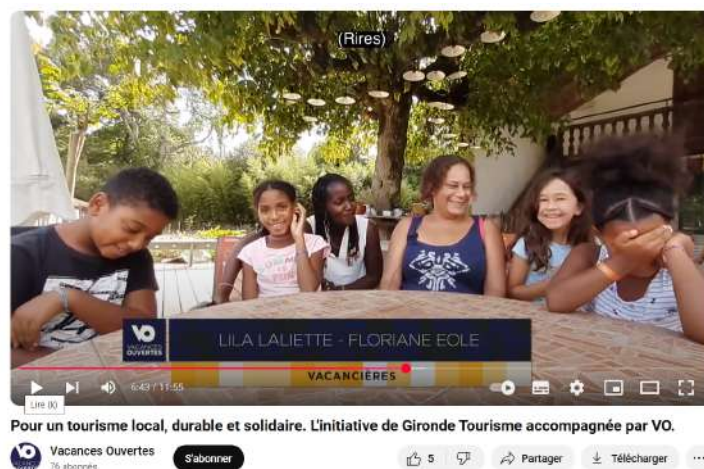 (Rires)
VO
VACANCES
OUVERTES
LILA LALIETTE - FLORIANE EOLE
VACANCIÈRES
6:43 / 11:55
Lire (k)
Pour un tourisme local, durable et solidaire. L'initiative de Gironde Tourisme accompagnée par VO.
VO
Vacances Ouvertes
76 abonnés
S'abonner
5
Partager
Télécharger